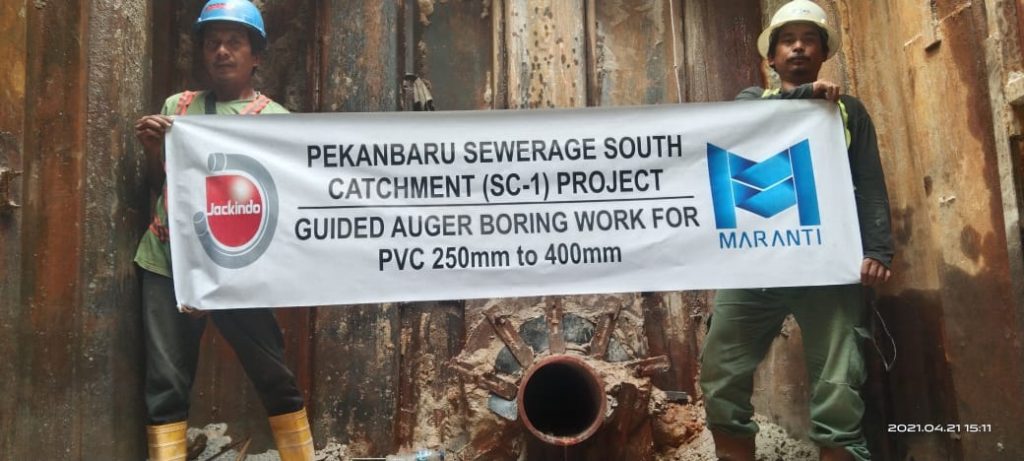 PEKANBARU SEWERAGE SOUTH
CATCHMENT (SC-1) PROJECT
GUIDED AUGER BORING WORK FOR
PVC 250mm to 400mm
Jackindo
MARANTI
2021.04.21 15:11